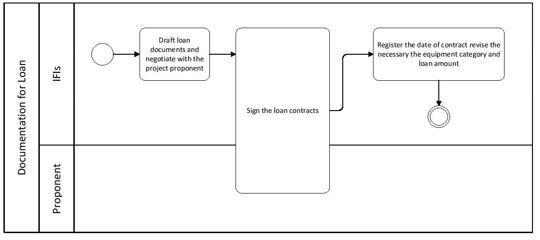 Documentation for Loan
IFIs
Proponent
Draft loan
documents and
negotiate with the
project proponent
Sign the loan contracts
Register the date of contract revise the
necessary the equipment category and
loan amount